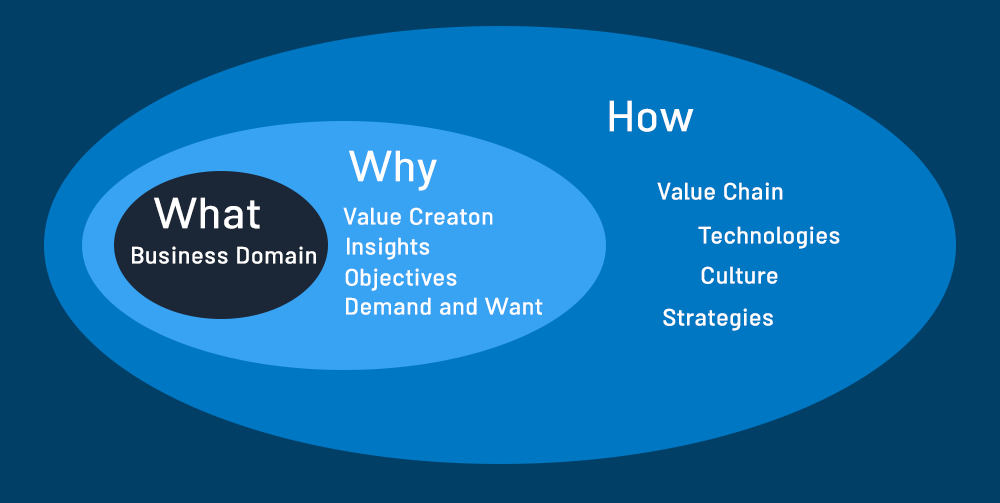 What
Business Domain
Why
Value Creaton
Insights
Objectives
Demand and Want
How
Value Chain
Technologies
Culture
Strategies